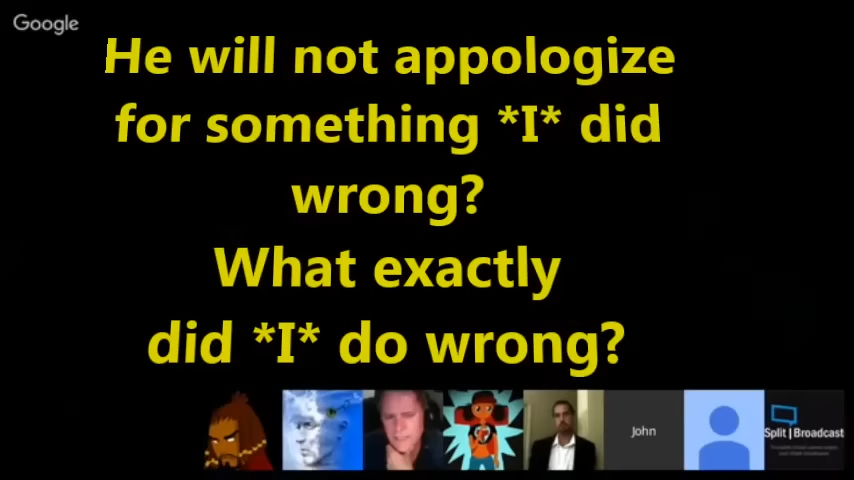 Google
He will not appologize
for something *I* did
wrong?
What exactly
did *I* do wrong?
John
Split | Broadcast